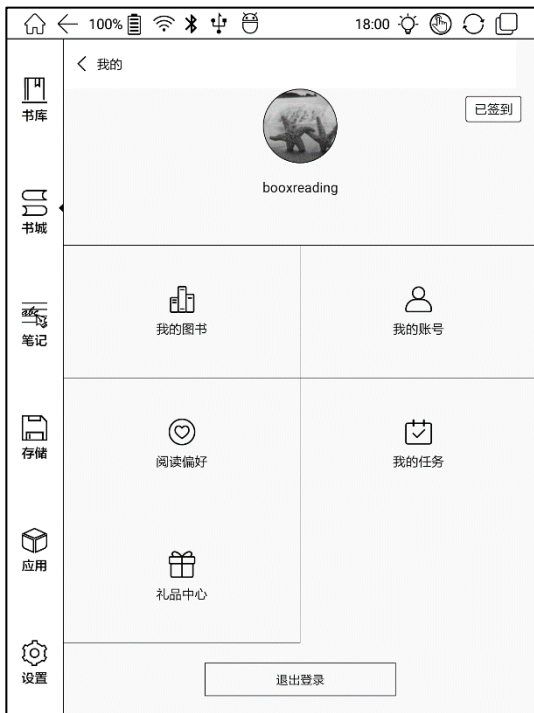 100% 18:00
书库
书城
笔记
存储
应用
设置
我的
已签到
booxreading
我的图书
我的账号
阅读偏好
我的任务
礼品中心
退出登录